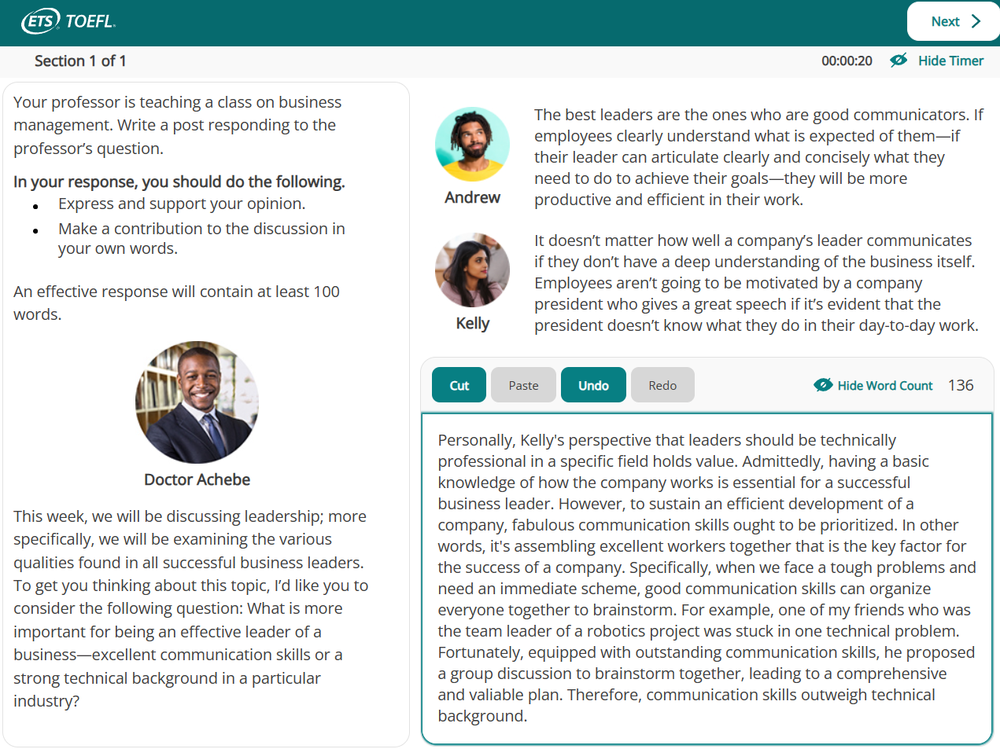 ETS TOEFL
Next
Section 1 of 1
00:00:20
Hide Timer
Your professor is teaching a class on business
management. Write a post responding to the
professor's question.
In your response, you should do the following.
• Express and support your opinion.
• Make a contribution to the discussion in
your own words.
An effective response will contain at least 100
words.
Doctor Achebe
This week, we will be discussing leadership; more
specifically, we will be examining the various
qualities found in all successful business leaders.
To get you thinking about this topic, I'd like you to
consider the following question: What is more
important for being an effective leader of a
business—excellent communication skills or a
strong technical background in a particular
industry?
Andrew
The best leaders are the ones who are good communicators. If
employees clearly understand what is expected of them—if
their leader can articulate clearly and concisely what they
need to do to achieve their goals—they will be more
productive and efficient in their work.
Kelly
It doesn't matter how well a company's leader communicates
if they don't have a deep understanding of the business itself.
Employees aren't going to be motivated by a company
president who gives a great speech if it's evident that the
president doesn't know what they do in their day-to-day work.
Cut
Paste
Undo
Redo
Hide Word Count
136
Personally, Kelly's perspective that leaders should be technically
professional in a specific field holds value. Admittedly, having a basic
knowledge of how the company works is essential for a successful
business leader. However, to sustain an efficient development of a
company, fabulous communication skills ought to be prioritized. In other
words, it's assembling excellent workers together that is the key factor for
the success of a company. Specifically, when we face a tough problems and
need an immediate scheme, good communication skills can organize
everyone together to brainstorm. For example, one of my friends who was
the team leader of a robotics project was stuck in one technical problem.
Fortunately, equipped with outstanding communication skills, he proposed
a group discussion to brainstorm together, leading to a comprehensive
and valiable plan. Therefore, communication skills outweigh technical
background.